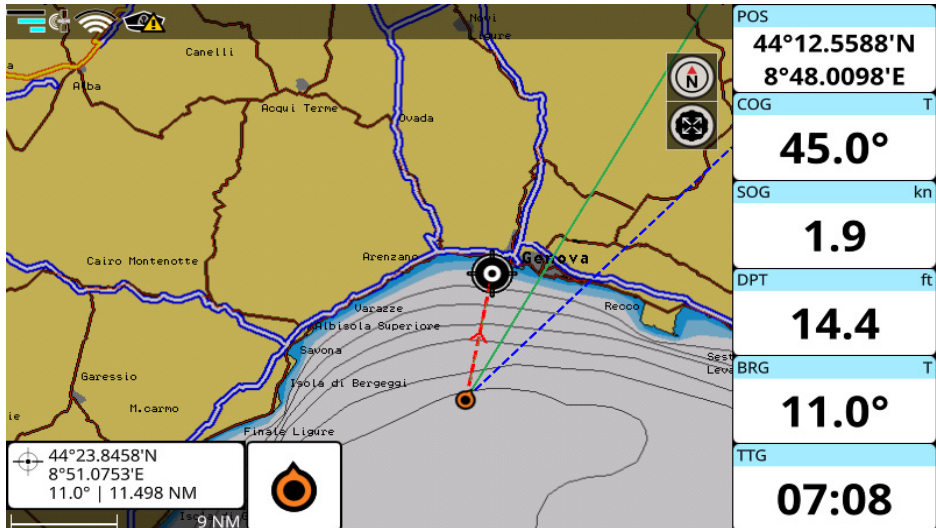 Novi
Ligure
Canelli
Alba
Acqui Terme
Ovada
N
Arenzano
Genova
Cairo Montenotte
Varazze
Recco
Albisola Superiore
Savona
Garessio
Isola di Bergeggi
M.carmo
Finale Ligure
44°23.8458'N
8°51.0753'E
11.0° | 11.498 NM
9 NM
POS
44°12.5588'N
8°48.0098'E
COG T
45.0°
SOG kn
1.9
DPT ft
14.4
BRG T
11.0°
TTG
07:08